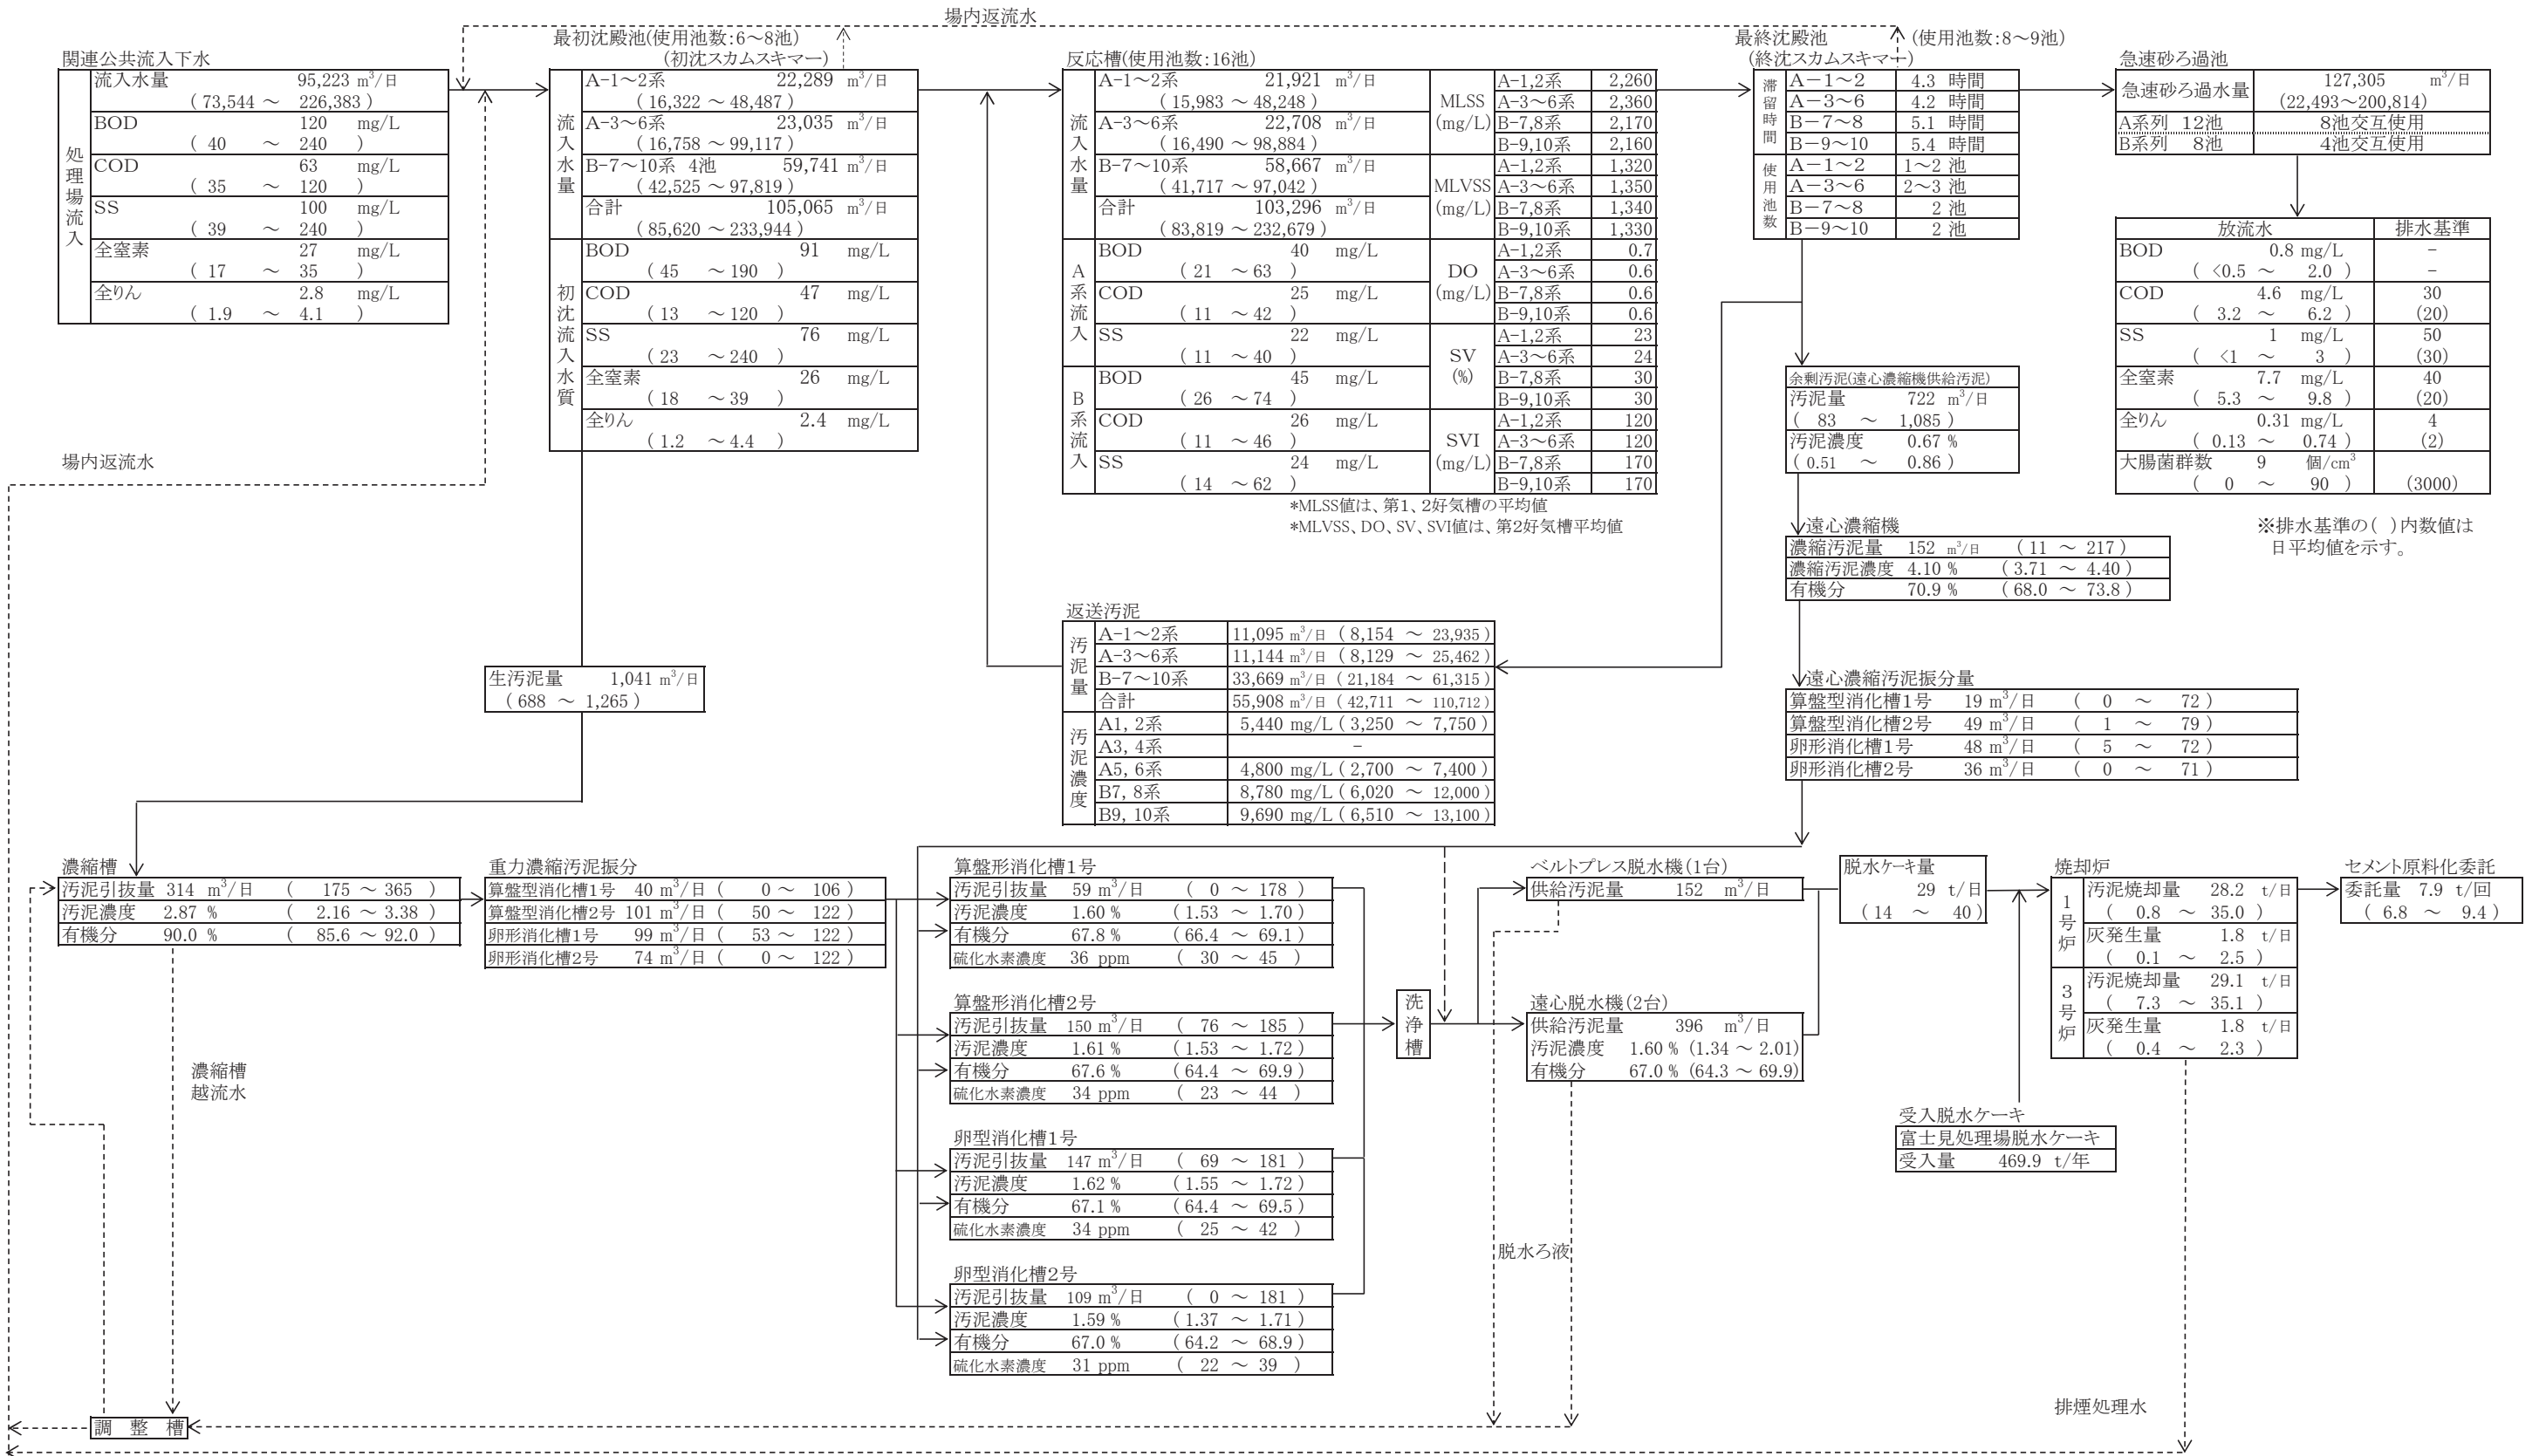 場内返流水
関連公共流入下水
処理場流入
流入水量 95,223 m³/日
( 73,544 ～ 226,383 )
BOD 120 mg/L
( 40 ～ 240 )
COD 63 mg/L
( 35 ～ 120 )
SS 100 mg/L
( 39 ～ 240 )
全窒素 27 mg/L
( 17 ～ 35 )
全りん 2.8 mg/L
( 1.9 ～ 4.1 )
最初沈殿池(使用池数:6～8池)
(初沈スカムスキマー)
流入水量
A-1～2系 22,289 m³/日
( 16,322 ～ 48,487 )
A-3～6系 23,035 m³/日
( 16,758 ～ 99,117 )
B-7～10系 4池 59,741 m³/日
( 42,525 ～ 97,819 )
合計 105,065 m³/日
( 85,620 ～ 233,944 )
初沈流入水質
BOD 91 mg/L
( 45 ～190 )
COD 47 mg/L
( 13 ～120 )
SS 76 mg/L
( 23 ～240 )
全窒素 26 mg/L
( 18 ～39 )
全りん 2.4 mg/L
( 1.2 ～4.4 )
反応槽(使用池数:16池)
流入水量
A-1～2系 21,921 m³/日
( 15,983 ～ 48,248 )
A-3～6系 22,708 m³/日
( 16,490 ～ 98,884 )
B-7～10系 58,667 m³/日
( 41,717 ～ 97,042 )
合計 103,296 m³/日
( 83,819 ～ 232,679 )
A系流入
BOD 40 mg/L
( 21 ～63 )
COD 25 mg/L
( 11 ～42 )
SS 22 mg/L
( 11 ～40 )
B系流入
BOD 45 mg/L
( 26 ～74 )
COD 26 mg/L
( 11 ～46 )
SS 24 mg/L
( 14 ～62 )
MLSS
(mg/L)
A-1,2系 2,260
A-3～6系 2,360
B-7,8系 2,170
B-9,10系 2,160
MLVSS
(mg/L)
A-1,2系 1,320
A-3～6系 1,350
B-7,8系 1,340
B-9,10系 1,330
DO
(mg/L)
A-1,2系 0.7
A-3～6系 0.6
B-7,8系 0.6
B-9,10系 0.6
SV
(%)
A-1,2系 23
A-3～6系 24
B-7,8系 30
B-9,10系 30
SVI
(mg/L)
A-1,2系 120
A-3～6系 120
B-7,8系 170
B-9,10系 170
*MLSS値は、第1、2好気槽の平均値
*MLVSS、DO、SV、SVI値は、第2好気槽平均値
最終沈殿池 (使用池数:8～9池)
(終沈スカムスキマー)
滞留時間
A－1～2 4.3 時間
A－3～6 4.2 時間
B－7～8 5.1 時間
B－9～10 5.4 時間
使用池数
A－1～2 1～2 池
A－3～6 2～3 池
B－7～8 2 池
B－9～10 2 池
急速砂ろ過池
急速砂ろ過水量 127,305 m³/日
(22,493～200,814)
A系列 12池 8池交互使用
B系列 8池 4池交互使用
放流水 排水基準
BOD 0.8 mg/L －
( <0.5 ～ 2.0 ) －
COD 4.6 mg/L 30
( 3.2 ～ 6.2 ) (20)
SS 1 mg/L 50
( <1 ～ 3 ) (30)
全窒素 7.7 mg/L 40
( 5.3 ～ 9.8 ) (20)
全りん 0.31 mg/L 4
( 0.13 ～ 0.74 ) (2)
大腸菌群数 9 個/cm³
( 0 ～ 90 ) (3000)
※排水基準の( )内数値は
日平均値を示す。
余剰汚泥(遠心濃縮機供給汚泥)
汚泥量 722 m³/日
( 83 ～ 1,085 )
汚泥濃度 0.67 %
( 0.51 ～ 0.86 )
遠心濃縮機
濃縮汚泥量 152 m³/日 ( 11 ～ 217 )
濃縮汚泥濃度 4.10 % ( 3.71 ～ 4.40 )
有機分 70.9 % ( 68.0 ～ 73.8 )
遠心濃縮汚泥振分量
算盤型消化槽1号 19 m³/日 ( 0 ～ 72 )
算盤型消化槽2号 49 m³/日 ( 1 ～ 79 )
卵形消化槽1号 48 m³/日 ( 5 ～ 72 )
卵形消化槽2号 36 m³/日 ( 0 ～ 71 )
返送汚泥
汚泥量
A-1～2系 11,095 m³/日 ( 8,154 ～ 23,935 )
A-3～6系 11,144 m³/日 ( 8,129 ～ 25,462 )
B-7～10系 33,669 m³/日 ( 21,184 ～ 61,315 )
合計 55,908 m³/日 ( 42,711 ～ 110,712 )
汚泥濃度
A1, 2系 5,440 mg/L ( 3,250 ～ 7,750 )
A3, 4系 －
A5, 6系 4,800 mg/L ( 2,700 ～ 7,400 )
B7, 8系 8,780 mg/L ( 6,020 ～ 12,000 )
B9, 10系 9,690 mg/L ( 6,510 ～ 13,100 )
場内返流水
生汚泥量 1,041 m³/日
( 688 ～ 1,265 )
濃縮槽
汚泥引抜量 314 m³/日 ( 175 ～ 365 )
汚泥濃度 2.87 % ( 2.16 ～ 3.38 )
有機分 90.0 % ( 85.6 ～ 92.0 )
重力濃縮汚泥振分
算盤型消化槽1号 40 m³/日 ( 0 ～ 106 )
算盤型消化槽2号 101 m³/日 ( 50 ～ 122 )
卵形消化槽1号 99 m³/日 ( 53 ～ 122 )
卵形消化槽2号 74 m³/日 ( 0 ～ 122 )
算盤形消化槽1号
汚泥引抜量 59 m³/日 ( 0 ～ 178 )
汚泥濃度 1.60 % ( 1.53 ～ 1.70 )
有機分 67.8 % ( 66.4 ～ 69.1 )
硫化水素濃度 36 ppm ( 30 ～ 45 )
算盤形消化槽2号
汚泥引抜量 150 m³/日 ( 76 ～ 185 )
汚泥濃度 1.61 % ( 1.53 ～ 1.72 )
有機分 67.6 % ( 64.4 ～ 69.9 )
硫化水素濃度 34 ppm ( 23 ～ 44 )
卵型消化槽1号
汚泥引抜量 147 m³/日 ( 69 ～ 181 )
汚泥濃度 1.62 % ( 1.55 ～ 1.72 )
有機分 67.1 % ( 64.4 ～ 69.5 )
硫化水素濃度 34 ppm ( 25 ～ 42 )
卵型消化槽2号
汚泥引抜量 109 m³/日 ( 0 ～ 181 )
汚泥濃度 1.59 % ( 1.37 ～ 1.71 )
有機分 67.0 % ( 64.2 ～ 68.9 )
硫化水素濃度 31 ppm ( 22 ～ 39 )
洗浄槽
ベルトプレス脱水機(1台)
供給汚泥量 152 m³/日
遠心脱水機(2台)
供給汚泥量 396 m³/日
汚泥濃度 1.60 % (1.34 ～ 2.01)
有機分 67.0 % (64.3 ～ 69.9)
脱水ケーキ量
29 t/日
( 14 ～ 40 )
焼却炉
1号炉
汚泥焼却量 28.2 t/日
( 0.8 ～ 35.0 )
灰発生量 1.8 t/日
( 0.1 ～ 2.5 )
3号炉
汚泥焼却量 29.1 t/日
( 7.3 ～ 35.1 )
灰発生量 1.8 t/日
( 0.4 ～ 2.3 )
セメント原料化委託
委託量 7.9 t/回
( 6.8 ～ 9.4 )
受入脱水ケーキ
富士見処理場脱水ケーキ
受入量 469.9 t/年
濃縮槽
越流水
脱水ろ液
排煙処理水
調 整 槽